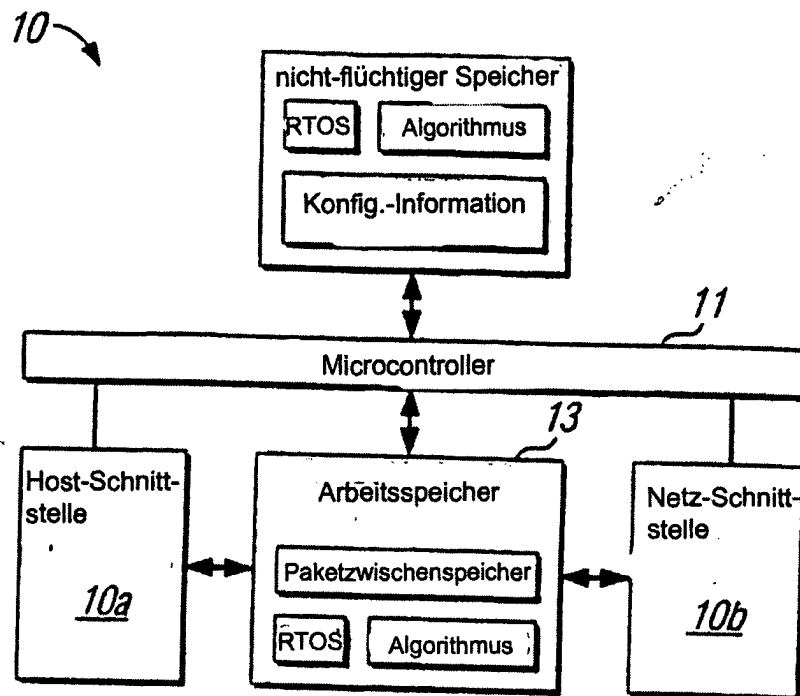 10
nicht-flüchtiger Speicher
RTOS
Algorithmus
Konfig.-Information
11
Microcontroller
13
Host-Schnitt-
stelle
10a
Arbeitsspeicher
Paketzwischenspeicher
RTOS
Algorithmus
Netz-Schnitt-
stelle
10b